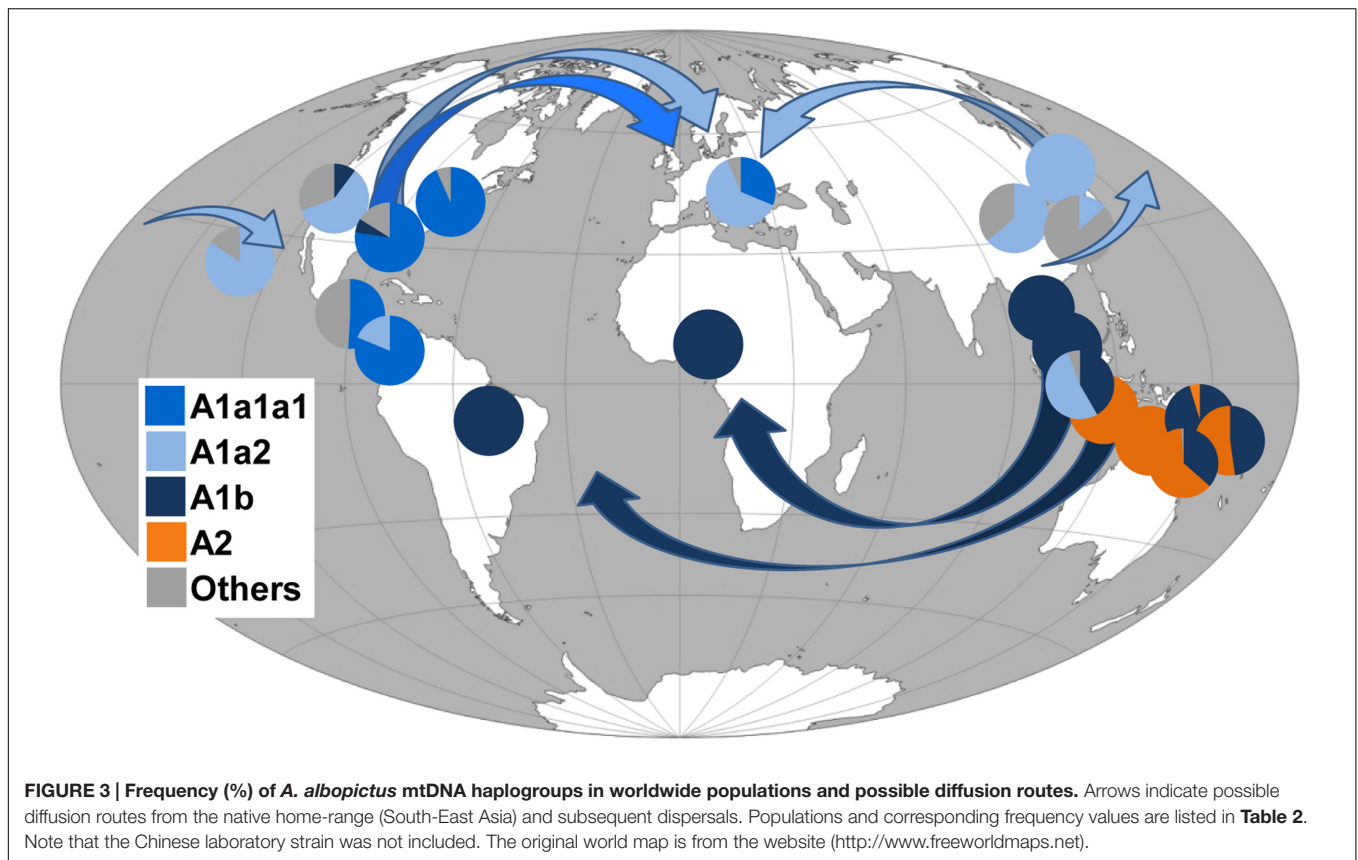 A1a1a1
A1a2
A1b
A2
Others
FIGURE 3 | Frequency (%) of A. albopictus mtDNA haplogroups in worldwide populations and possible diffusion routes. Arrows indicate possible
diffusion routes from the native home-range (South-East Asia) and subsequent dispersals. Populations and corresponding frequency values are listed in Table 2.
Note that the Chinese laboratory strain was not included. The original world map is from the website (http://www.freeworldmaps.net).